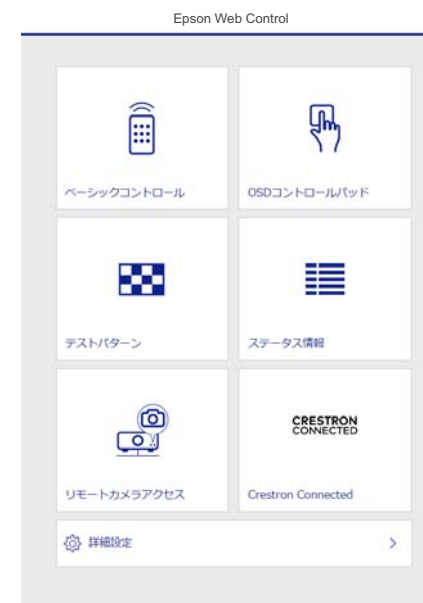 Epson Web Control
ベーシックコントロール
OSDコントロールパッド
テストパターン
ステータス情報
CRESTRON
CONNECTED
リモートカメラアクセス
Crestron Connected
詳細設定